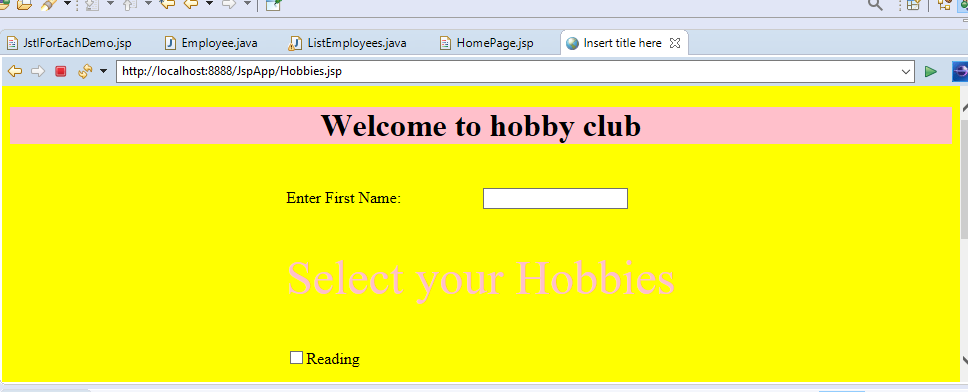 JstlForEachDemo.jsp Employee.java ListEmployees.java HomePage.jsp Insert title here
http://localhost:8888/JspApp/Hobbies.jsp
Welcome to hobby club
Enter First Name:
Select your Hobbies
Reading